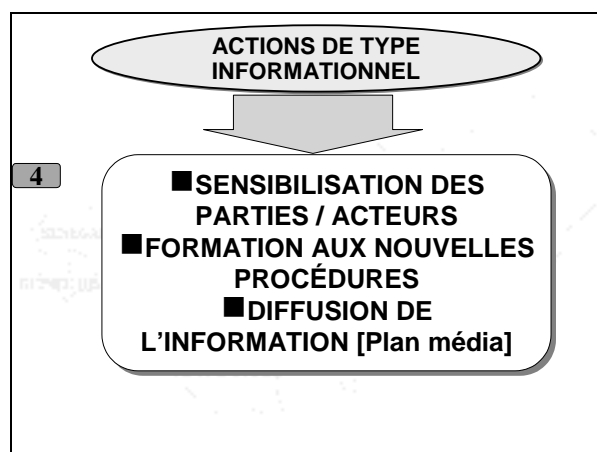 ACTIONS DE TYPE
INFORMATIONNEL
4
■SENSIBILISATION DES
PARTIES / ACTEURS
■FORMATION AUX NOUVELLES
PROCÉDURES
■DIFFUSION DE
L'INFORMATION [Plan média]